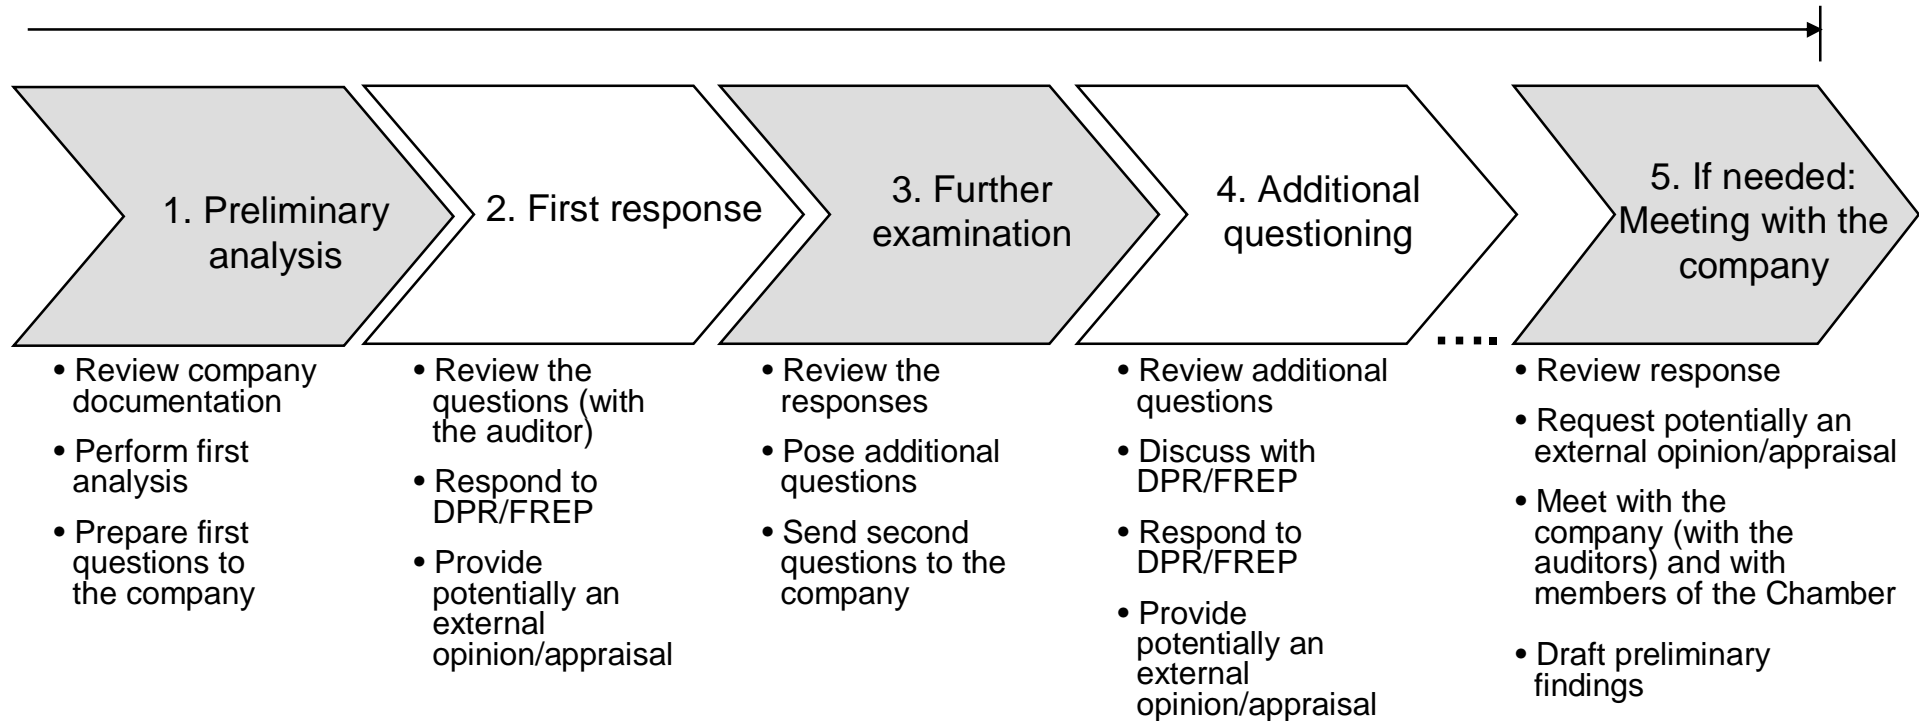 1. Preliminary
analysis
2. First response
3. Further
examination
4. Additional
questioning
5. If needed:
Meeting with the
company
.....
• Review company
documentation
• Perform first
analysis
• Prepare first
questions to
the company
• Review the
questions (with
the auditor)
• Respond to
DPR/FREP
• Provide
potentially an
external
opinion/appraisal
• Review the
responses
• Pose additional
questions
• Send second
questions to the
company
• Review additional
questions
• Discuss with
DPR/FREP
• Respond to
DPR/FREP
• Provide
potentially an
external
opinion/appraisal
• Review response
• Request potentially an
external opinion/appraisal
• Meet with the
company (with the
auditors) and with
members of the Chamber
• Draft preliminary
findings